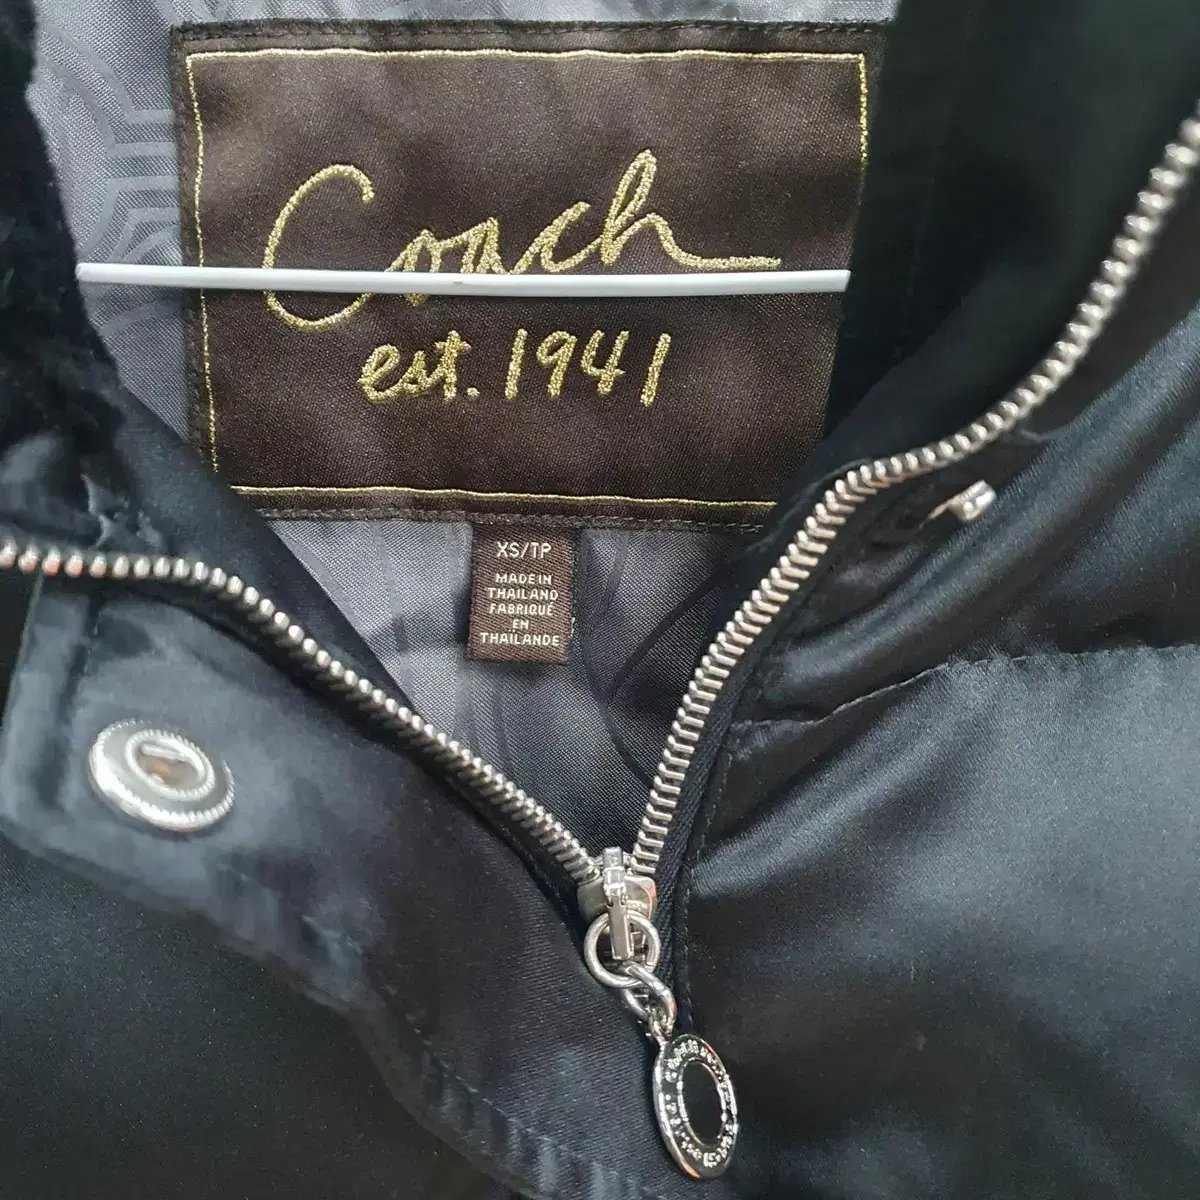 Coach
est. 1941
XS/TP
MADE IN
THAILAND
FABRIQUÉ
EN
THAILANDE